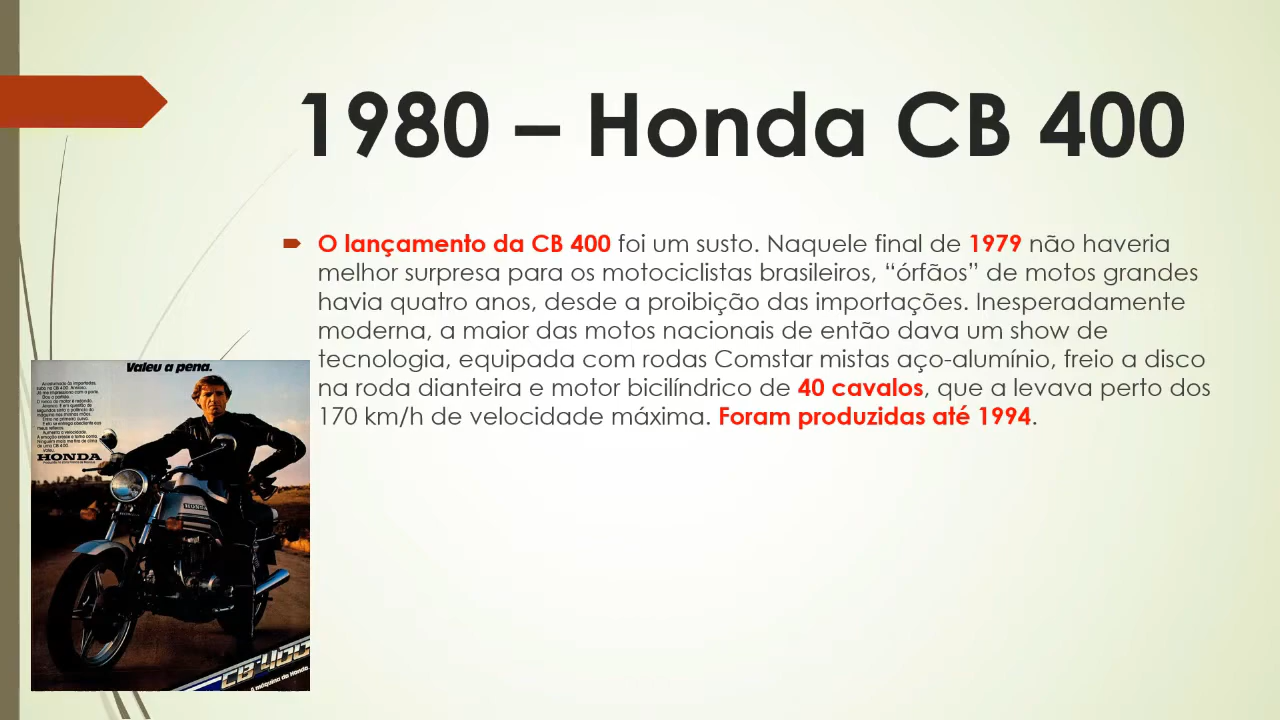 1980 – Honda CB 400
O lançamento da CB 400 foi um susto. Naquele final de 1979 não haveria
melhor surpresa para os motociclistas brasileiros, “órfãos” de motos grandes
havia quatro anos, desde a proibição das importações. Inesperadamente
moderna, a maior das motos nacionais de então dava um show de
tecnologia, equipada com rodas Comstar mistas aço-alumínio, freio a disco
na roda dianteira e motor bicilíndrico de 40 cavalos, que a levava perto dos
170 km/h de velocidade máxima. Foram produzidas até 1994.
Valeu a pena.
HONDA
HONDA
CB 400
A máquina da Honda.